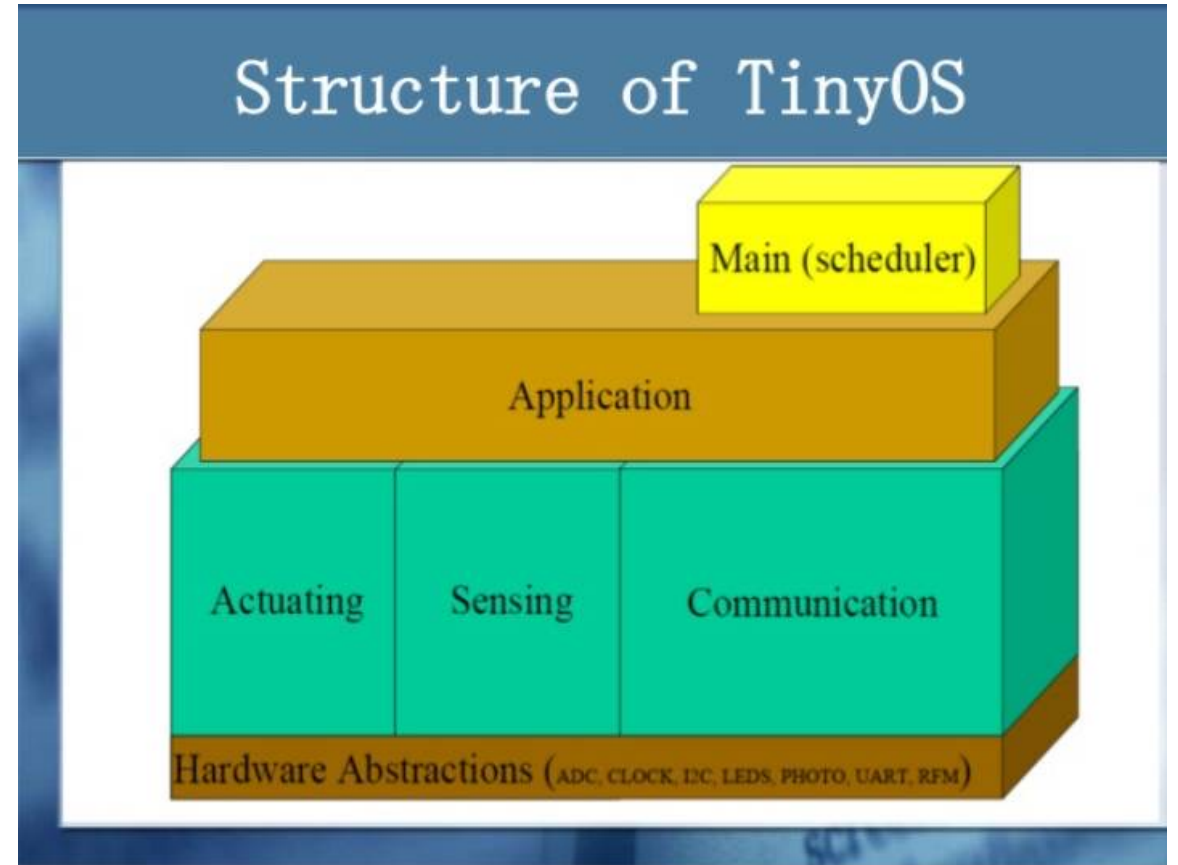 Structure of TinyOS
Main (scheduler)
Application
Actuating
Sensing
Communication
Hardware Abstractions (ADC, CLOCK, I2C, LEDS, PHOTO, UART, RFM)